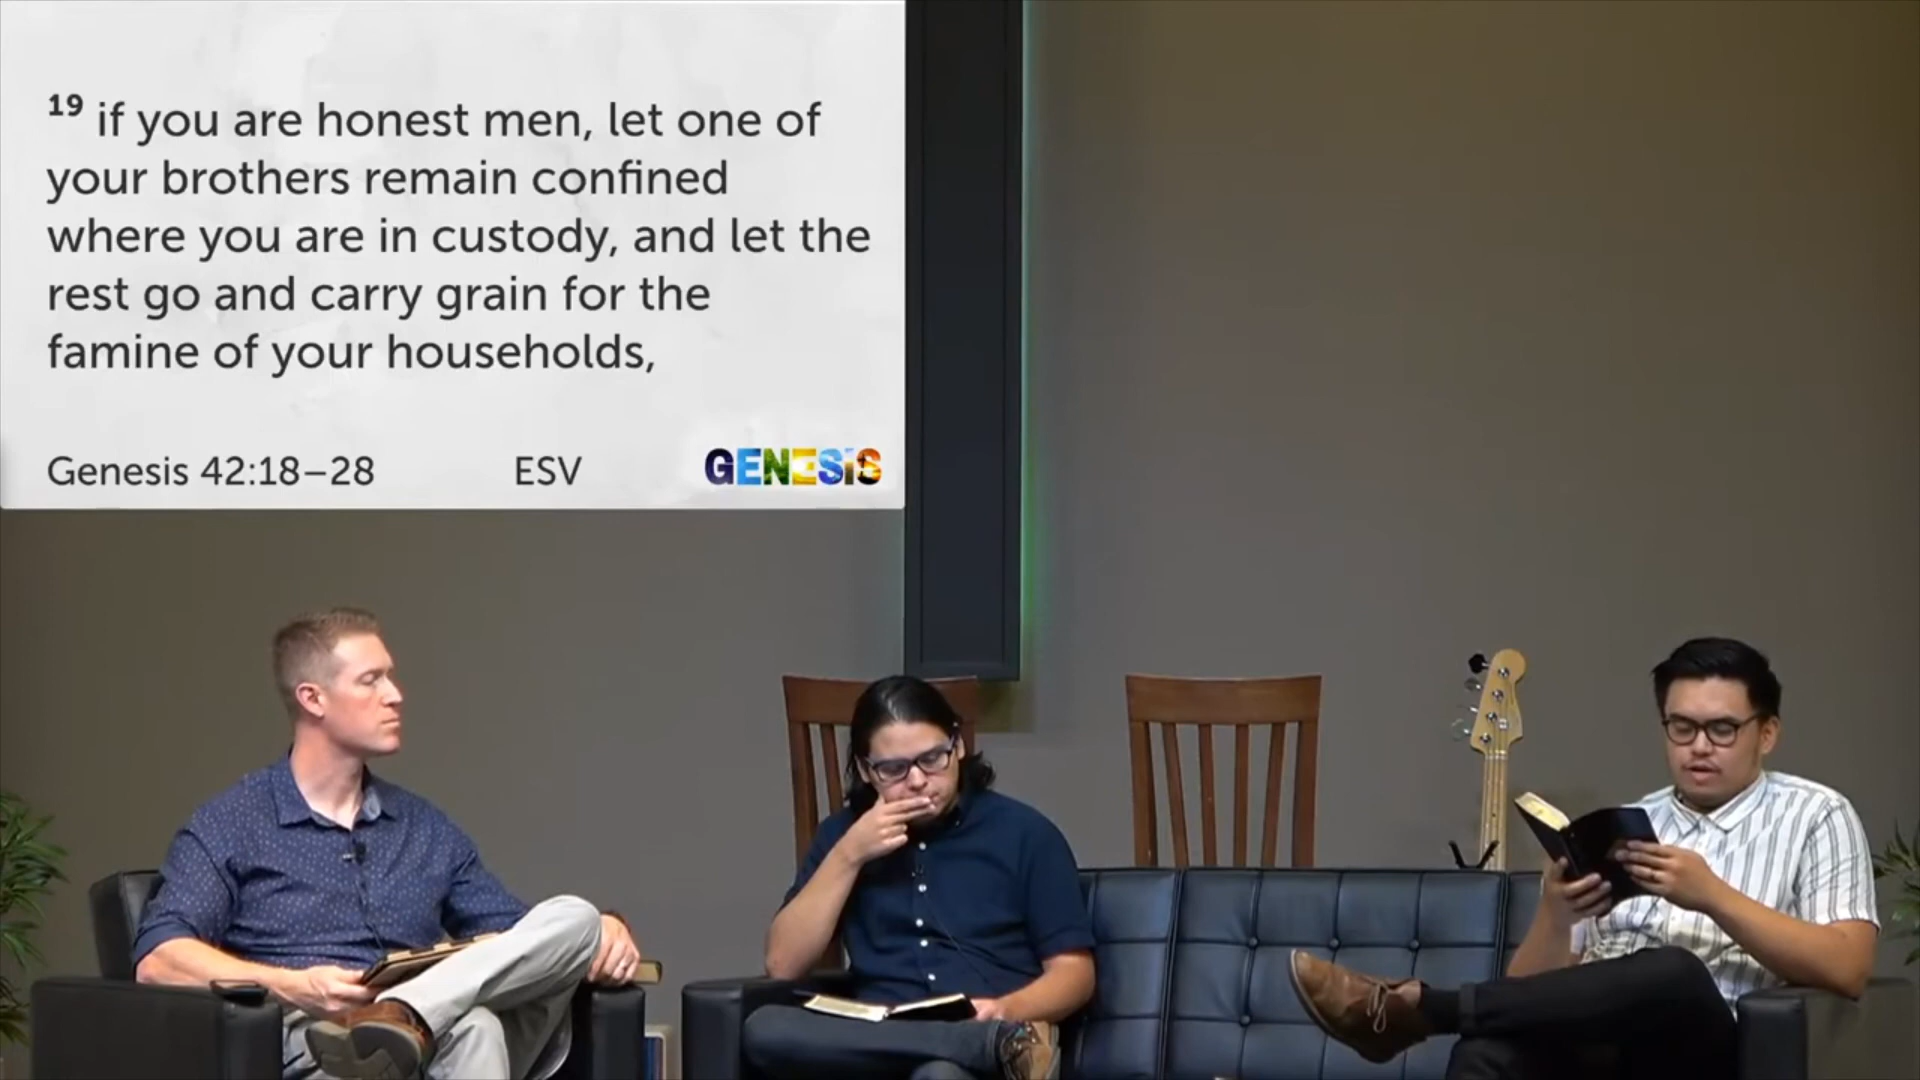 19 if you are honest men, let one of
your brothers remain confined
where you are in custody, and let the
rest go and carry grain for the
famine of your households,
Genesis 42:18–28 ESV GENESiS